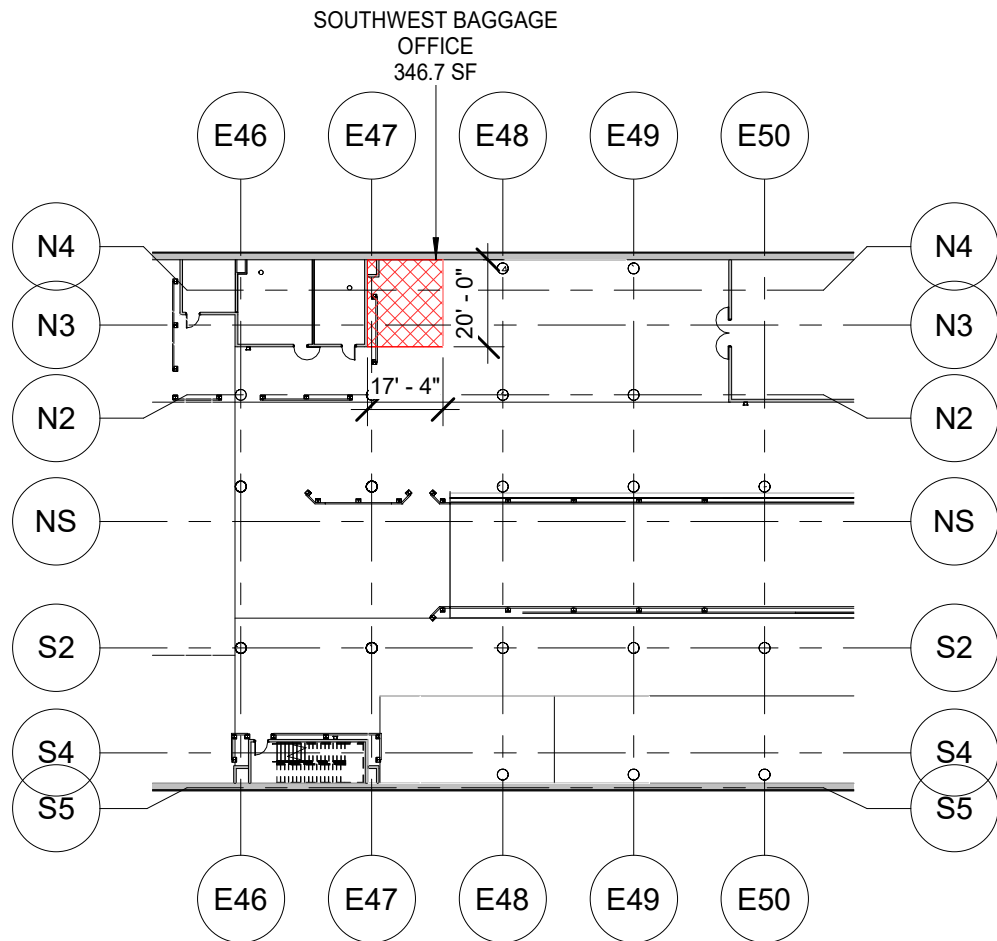 SOUTHWEST BAGGAGE
OFFICE
346.7 SF
E46 E47 E48 E49 E50
N4 N4
N3 N3
20' - 0"
17' - 4"
N2 N2
NS NS
S2 S2
S4 S4
S5 S5
E46 E47 E48 E49 E50